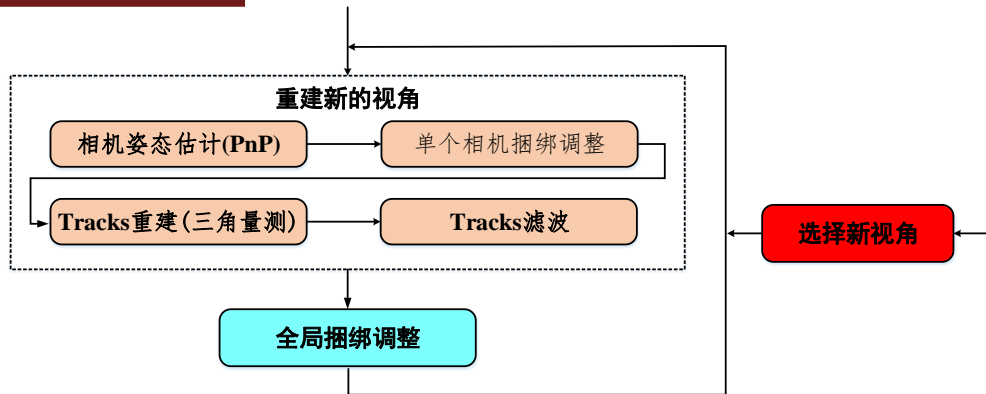 重建新的视角
相机姿态估计(PnP)
单个相机捆绑调整
Tracks重建(三角量测)
Tracks滤波
选择新视角
全局捆绑调整